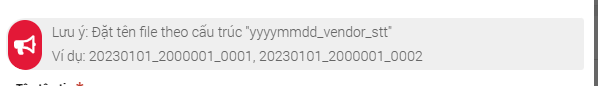 Lưu ý: Đặt tên file theo cấu trúc "yyyymmdd_vendor_stt"
Ví dụ: 20230101_2000001_0001, 20230101_2000001_0002